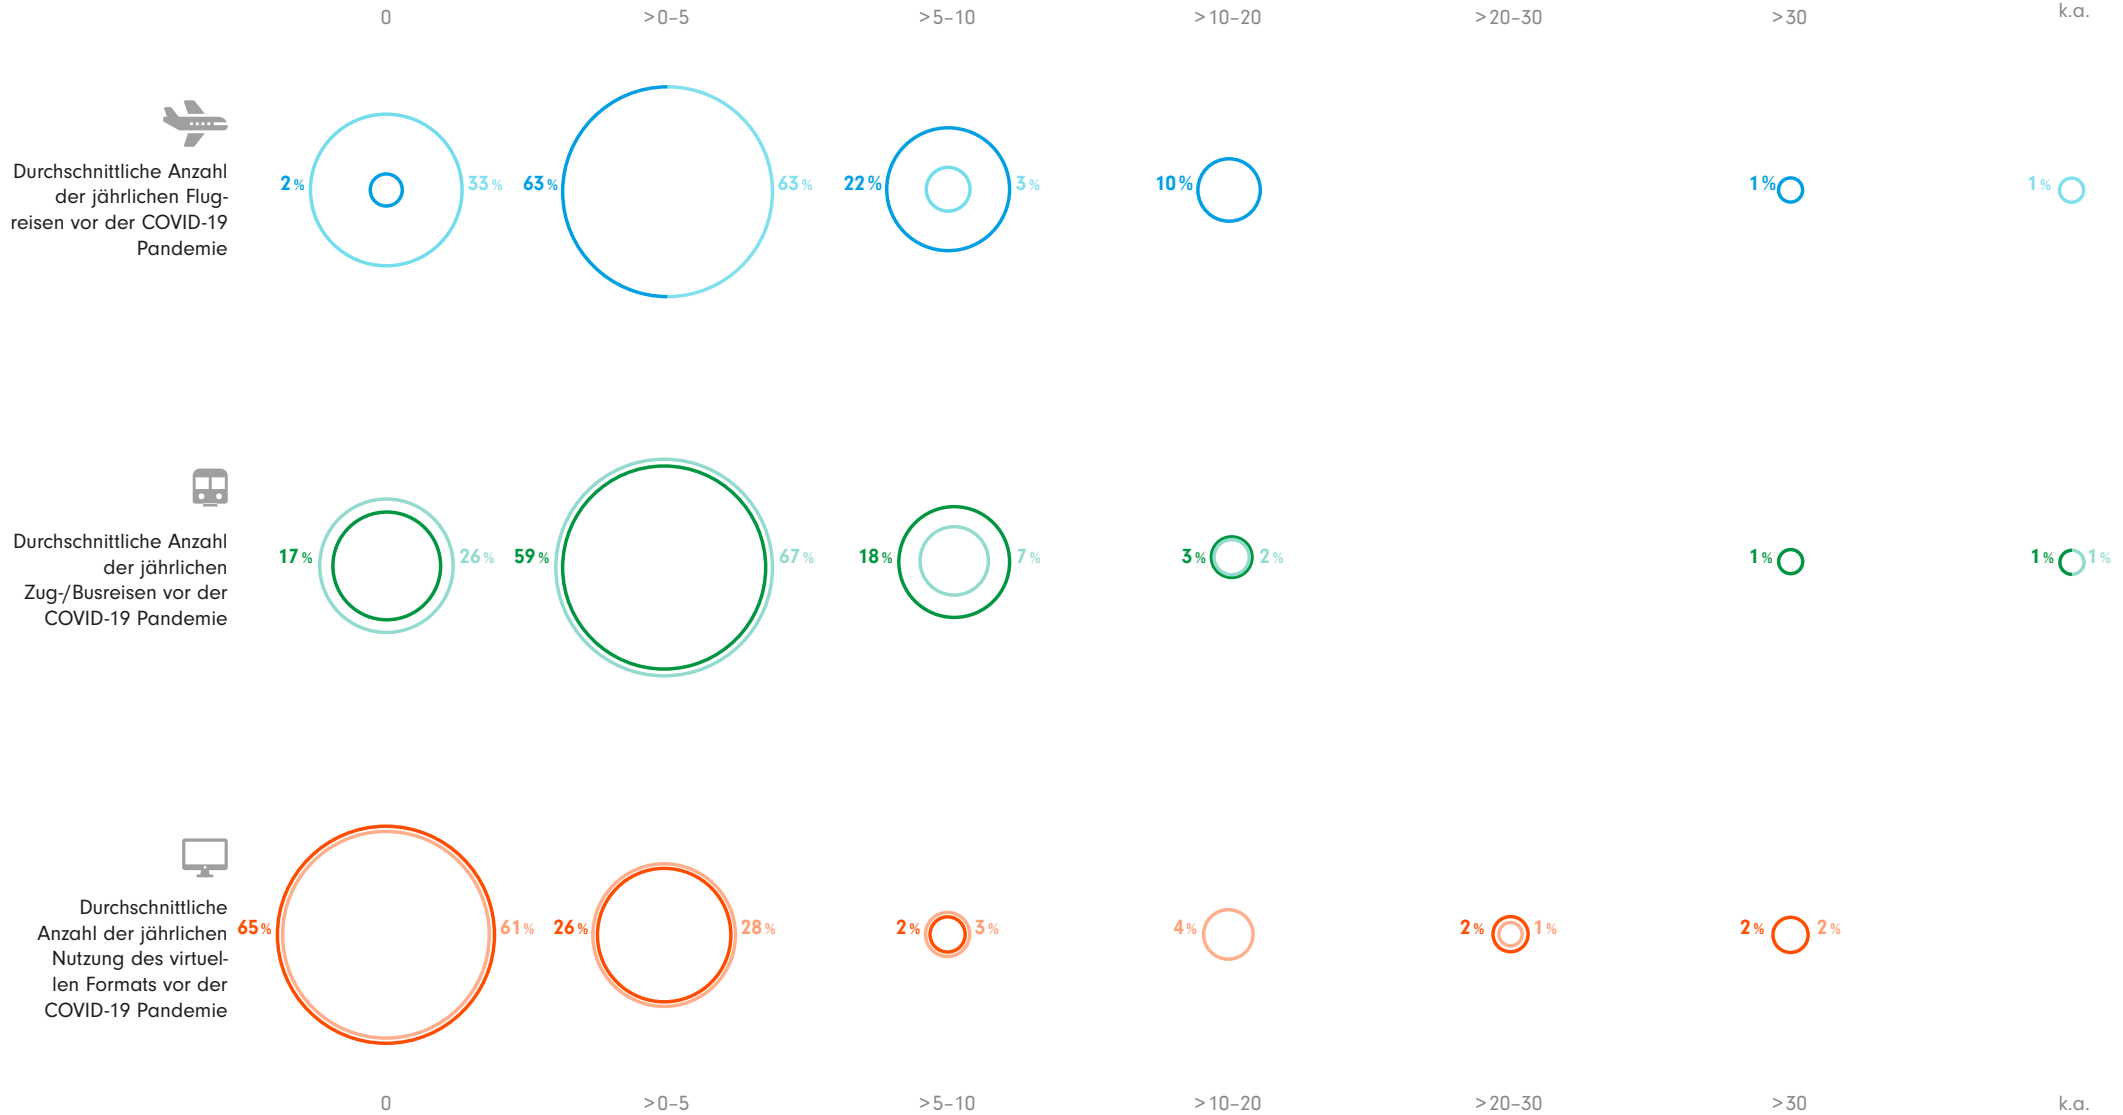 0 >0–5 >5–10 >10–20 >20–30 >30 k.a.
Durchschnittliche Anzahl
der jährlichen Flug-
reisen vor der COVID-19
Pandemie
2% 33% 63% 63% 22% 3% 10% 1% 1%
Durchschnittliche Anzahl
der jährlichen
Zug-/Busreisen vor der
COVID-19 Pandemie
17% 26% 59% 67% 18% 7% 3% 2% 1% 1% 1%
Durchschnittliche
Anzahl der jährlichen
Nutzung des virtuel-
len Formats vor der
COVID-19 Pandemie
65% 61% 26% 28% 2% 3% 4% 2% 1% 2% 2%
0 >0–5 >5–10 >10–20 >20–30 >30 k.a.